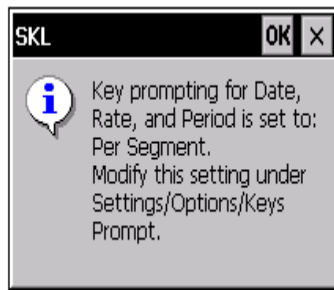 SKL OK ×
Key prompting for Date,
Rate, and Period is set to:
Per Segment.
Modify this setting under
Settings/Options/Keys
Prompt.